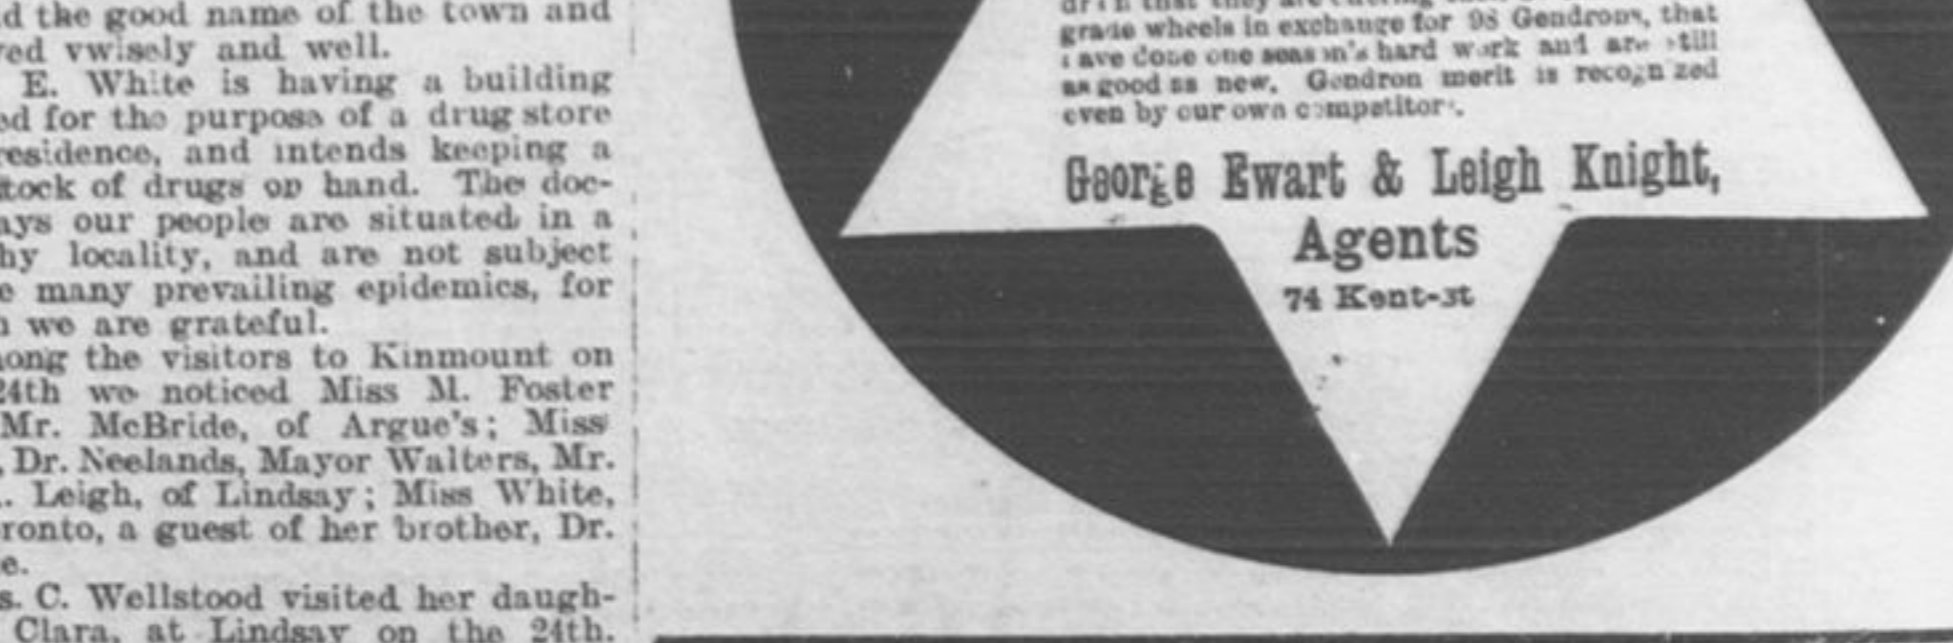 d the good name of the town and
ed vwisely and well.
E. White is having a building
ed for the purpose of a drug store
residence, and intends keeping a
tock of drugs on hand. The doc-
ays our people are situated in a
hy locality, and are not subject
e many prevailing epidemics, for
we are grateful.
ong the visitors to Kinmount on
24th we noticed Miss M. Foster
Mr. McBride, of Argue's; Miss
, Dr. Neelands, Mayor Walters, Mr.
. Leigh, of Lindsay; Miss White,
ronto, a guest of her brother, Dr.
e.
s. C. Wellstood visited her daugh-
Clara, at Lindsay on the 24th.
that they are
grade wheels in exchange for 98 Gendrons, that
ave done one season's hard work and are still
as good as new. Gendron merit is recognized
even by our own competitors.
George Ewart & Leigh Knight,
Agents
74 Kent-st